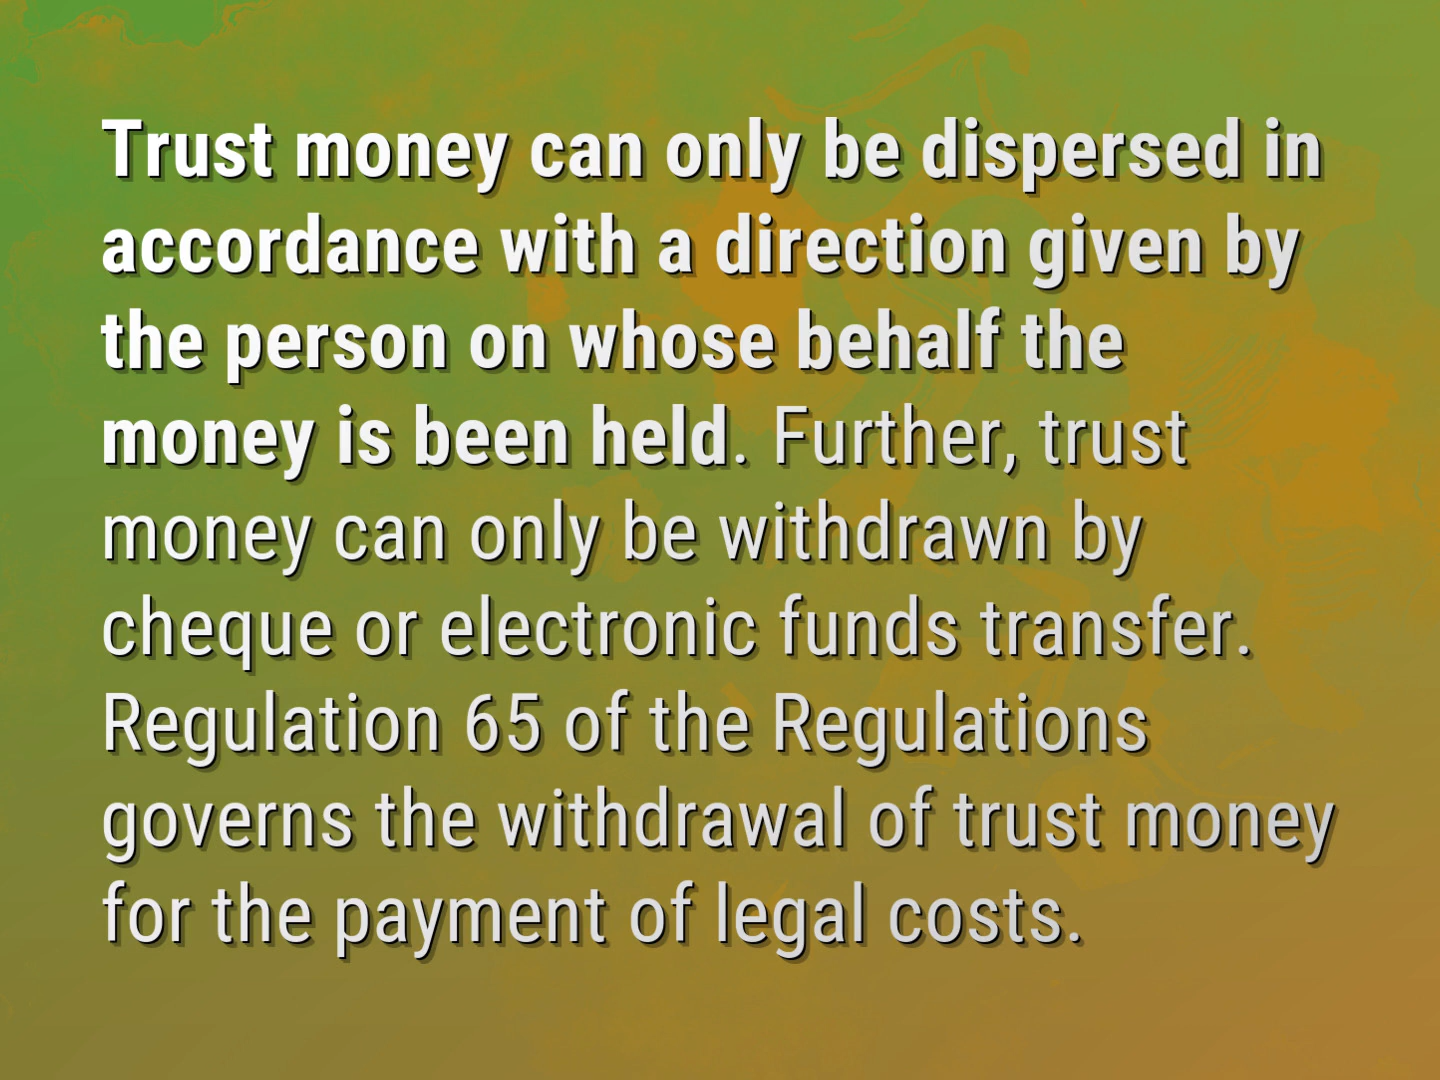 Trust money can only be dispersed in
accordance with a direction given by
the person on whose behalf the
money is been held. Further, trust
money can only be withdrawn by
cheque or electronic funds transfer.
Regulation 65 of the Regulations
governs the withdrawal of trust money
for the payment of legal costs.